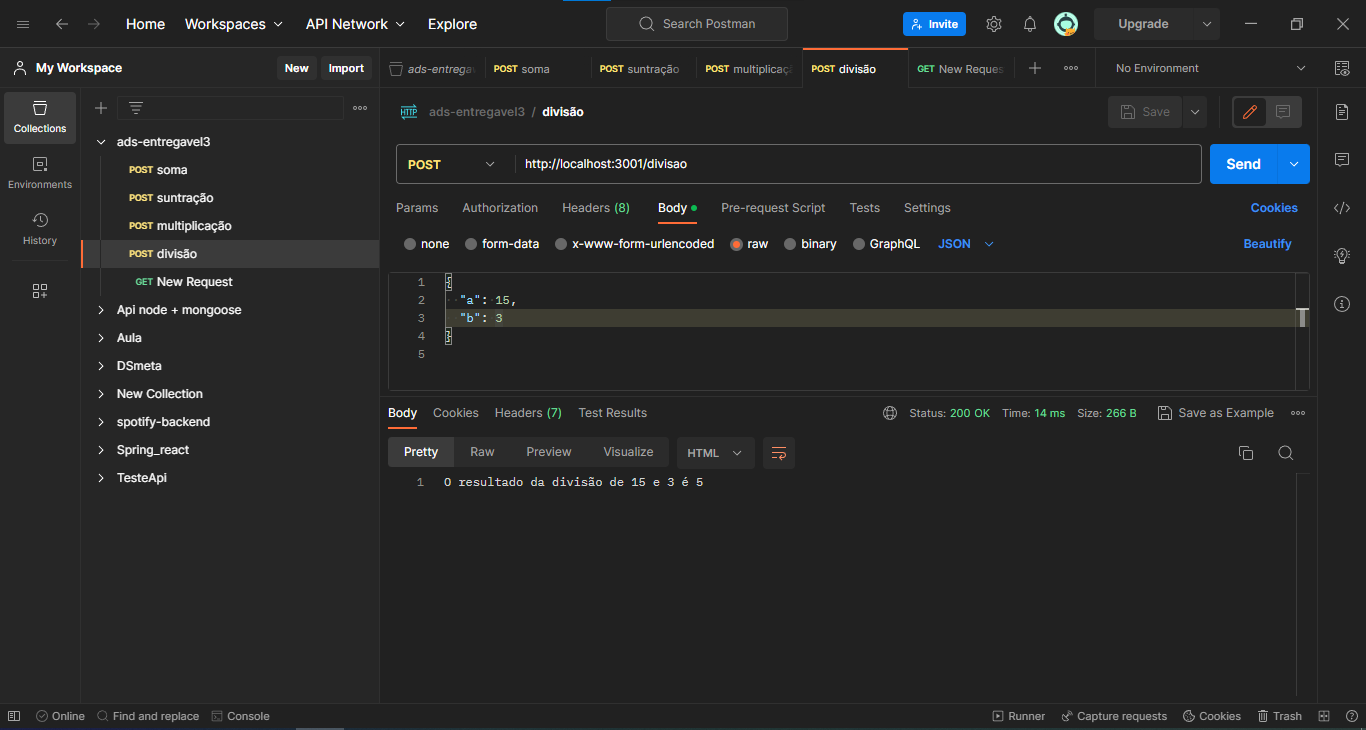 Home Workspaces API Network Explore Search Postman Invite Upgrade
My Workspace New Import ads-entregav POST soma POST suntração POST multiplicaç POST divisão GET New Reques No Environment
Collections
Environments
History
ads-entregavel3
POST soma
POST suntração
POST multiplicação
POST divisão
GET New Request
Api node + mongoose
Aula
DSmeta
New Collection
spotify-backend
Spring_react
TesteApi
HTTP ads-entregavel3 / divisão Save
POST http://localhost:3001/divisao Send
Params Authorization Headers (8) Body Pre-request Script Tests Settings Cookies
none form-data x-www-form-urlencoded raw binary GraphQL JSON Beautify
1 {
2 "a": 15,
3 "b": 3
4 }
5
Body Cookies Headers (7) Test Results Status: 200 OK Time: 14 ms Size: 266 B Save as Example
Pretty Raw Preview Visualize HTML
1 O resultado da divisão de 15 e 3 é 5
Online Find and replace Console Runner Capture requests Cookies Trash